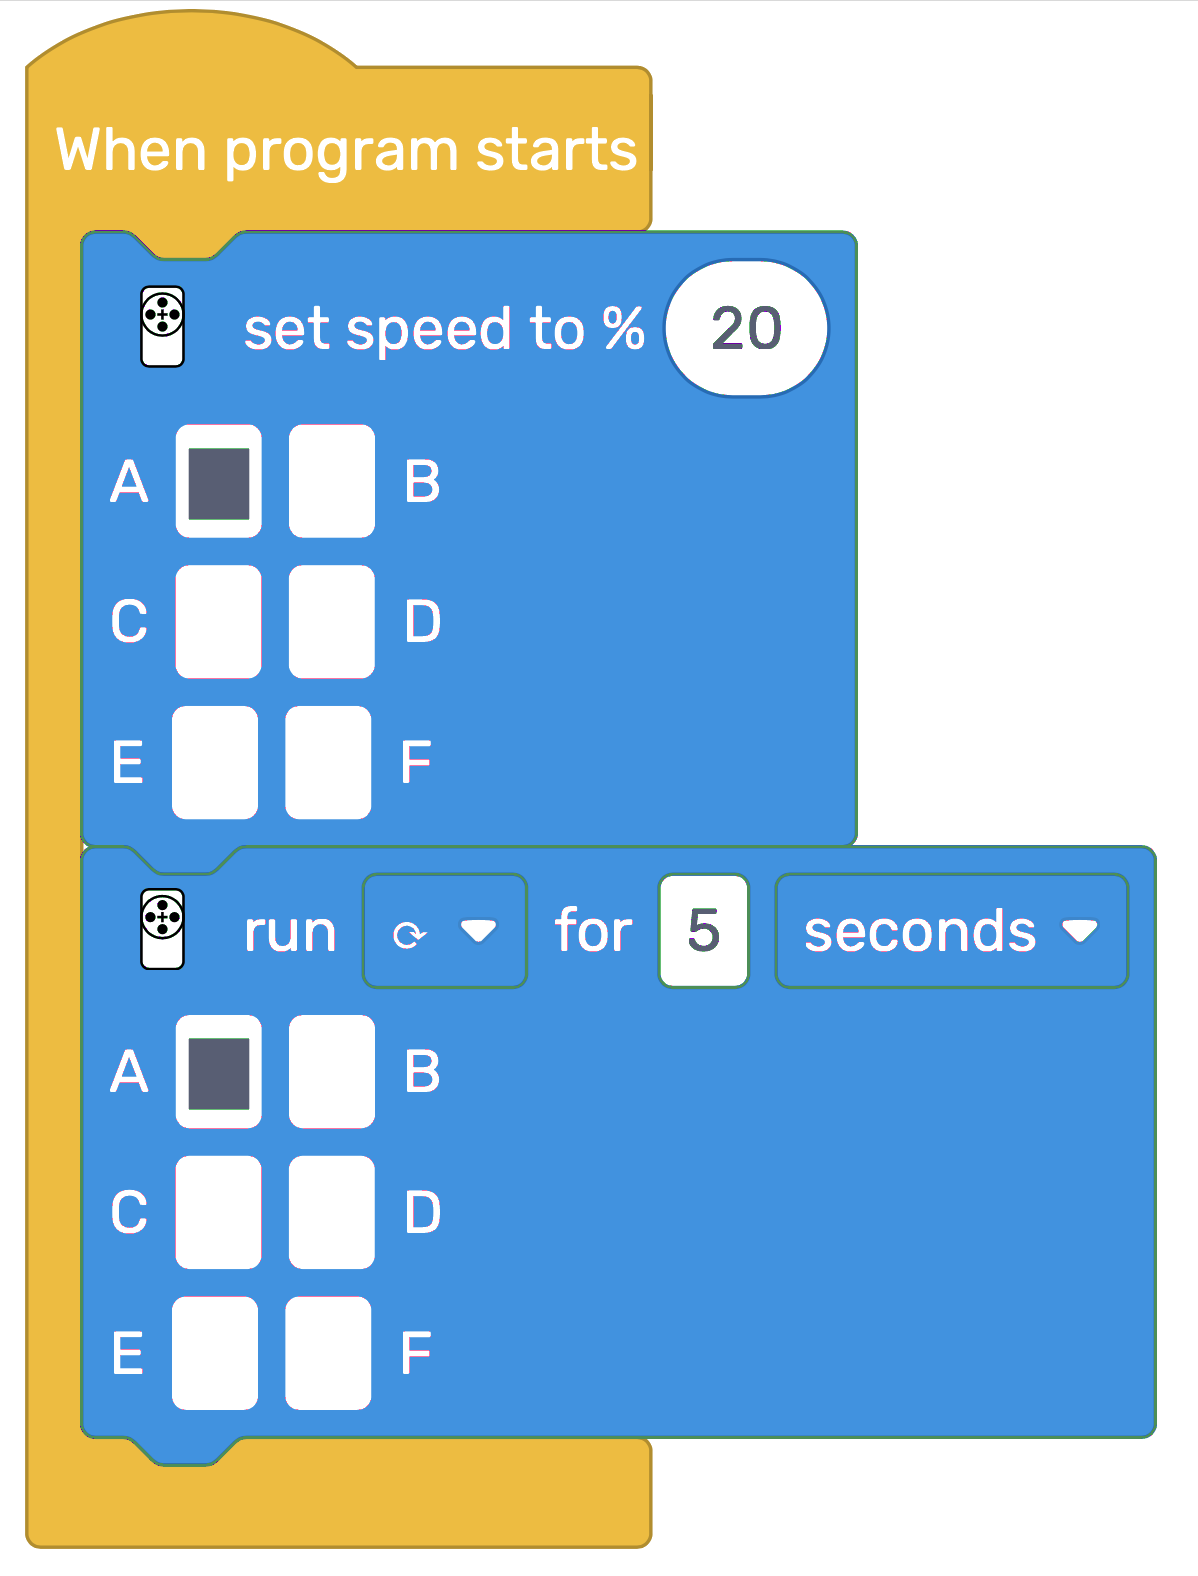 When program starts
set speed to % 20
A B
C D
E F
run ⟳ for 5 seconds
A B
C D
E F